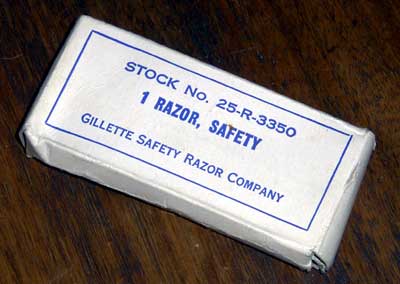 STOCK No. 25-R-3350
1 RAZOR, SAFETY
GILLETTE SAFETY RAZOR COMPANY